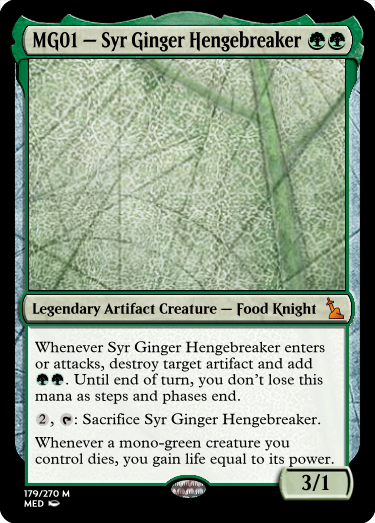 MG01 — Syr Ginger Hengebreaker
Legendary Artifact Creature — Food Knight
Whenever Syr Ginger Hengebreaker enters
or attacks, destroy target artifact and add
. Until end of turn, you don't lose this
mana as steps and phases end.
2, : Sacrifice Syr Ginger Hengebreaker.
Whenever a mono-green creature you
control dies, you gain life equal to its power.
3/1
179/270 M
MED